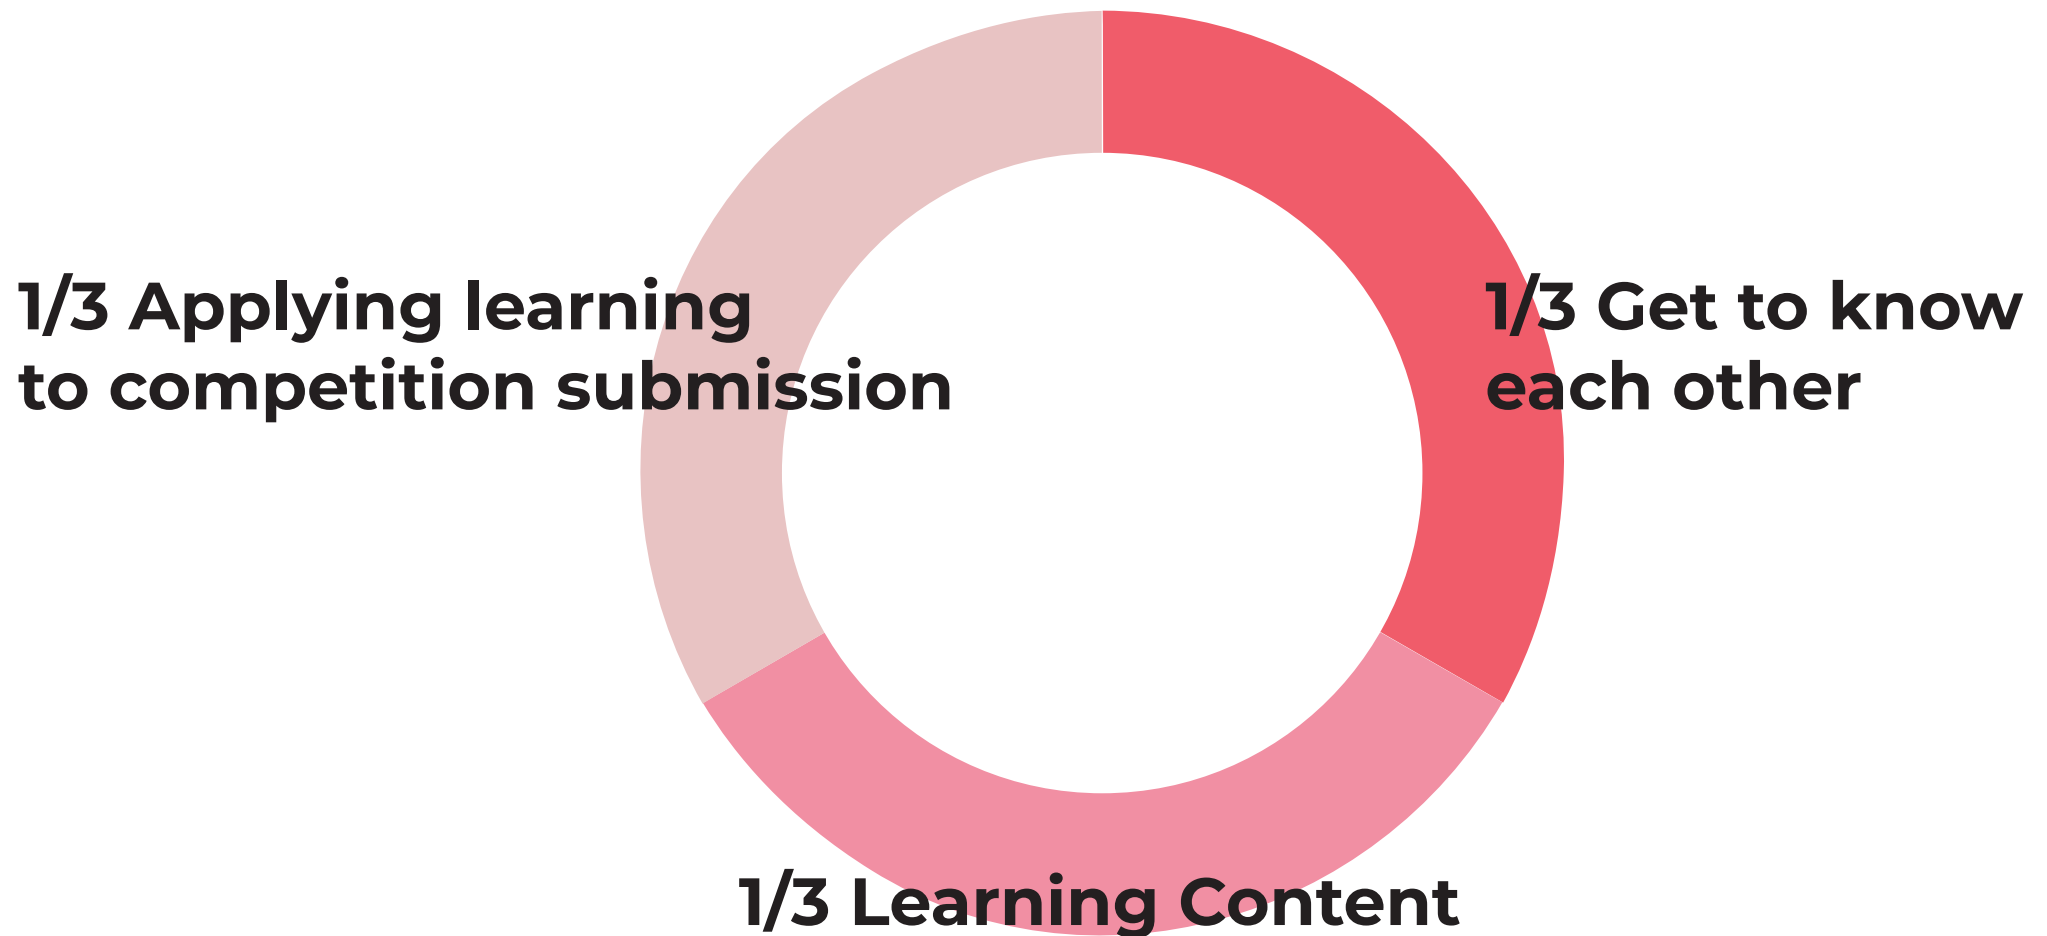 1/3 Applying learning
to competition submission
1/3 Get to know
each other
1/3 Learning Content